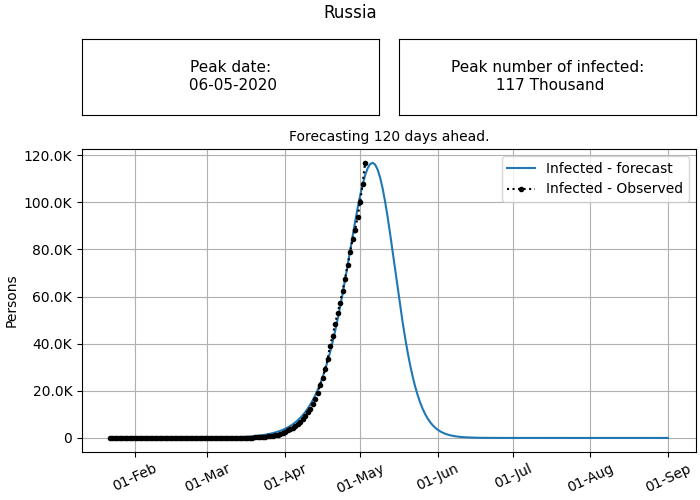 Russia
Peak date:
06-05-2020
Peak number of infected:
117 Thousand
Forecasting 120 days ahead.
120.0K
100.0K
80.0K
60.0K
40.0K
20.0K
0
Persons
Infected - forecast
Infected - Observed
01-Feb
01-Mar
01-Apr
01-May
01-Jun
01-Jul
01-Aug
01-Sep